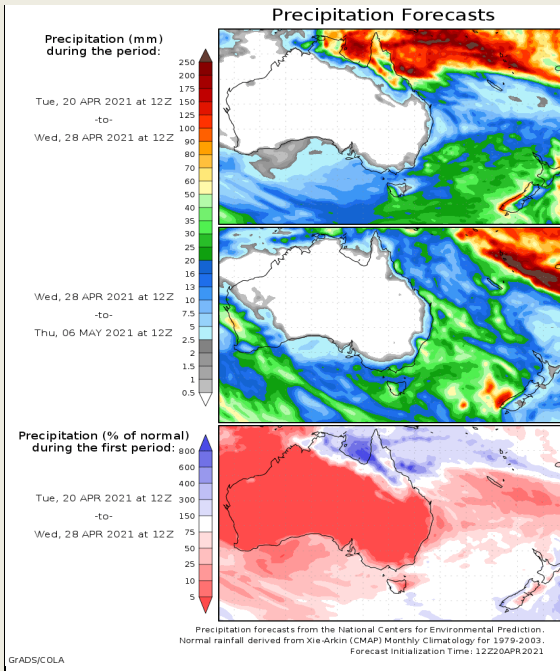 Precipitation Forecasts
Precipitation (mm)
during the period:
Tue, 20 APR 2021 at 12Z
-to-
Wed, 28 APR 2021 at 12Z
250
200
175
150
125
100
90
80
70
60
50
40
35
30
25
20
16
13
10
7.5
5
2.5
2
1.5
1
0.5
Wed, 28 APR 2021 at 12Z
-to-
Thu, 06 MAY 2021 at 12Z
Precipitation (% of normal)
during the first period:
Tue, 20 APR 2021 at 12Z
-to-
Wed, 28 APR 2021 at 12Z
800
600
400
300
150
75
50
25
10
5
Precipitation forecasts from the National Centers for Environmental Prediction.
Normal rainfall derived from Xie-Arkin (CMAP) Monthly Climatology for 1979-2003.
Forecast Initialization Time: 12Z20APR2021
GrADS/COLA